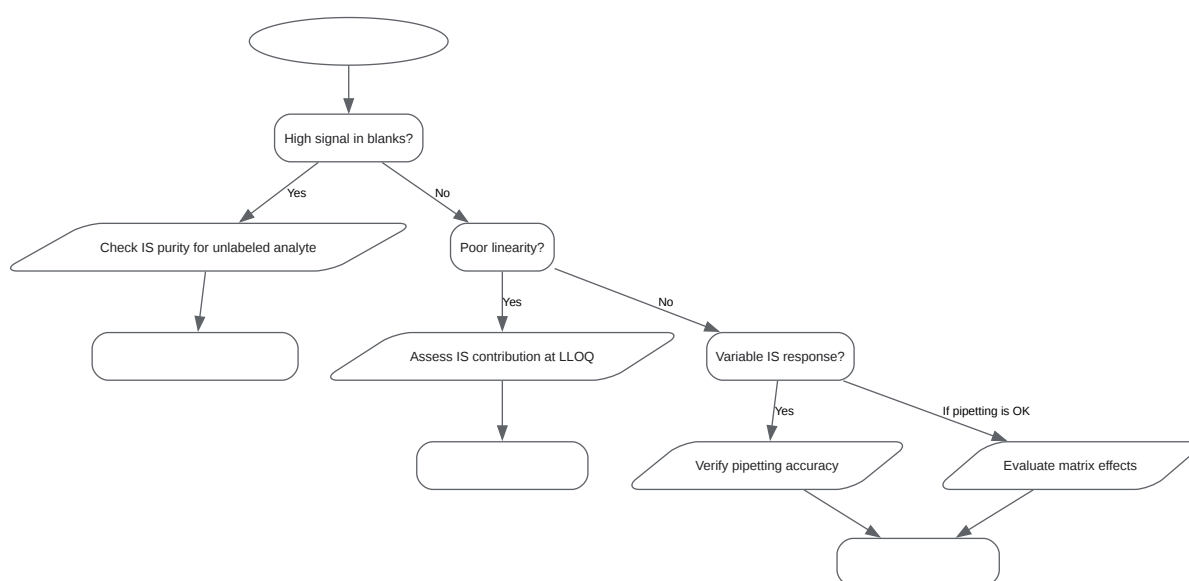 High signal in blanks?
Yes
No
Check IS purity for unlabeled analyte
Poor linearity?
Yes
No
Assess IS contribution at LLOQ
Variable IS response?
Yes
If pipetting is OK
Verify pipetting accuracy
Evaluate matrix effects